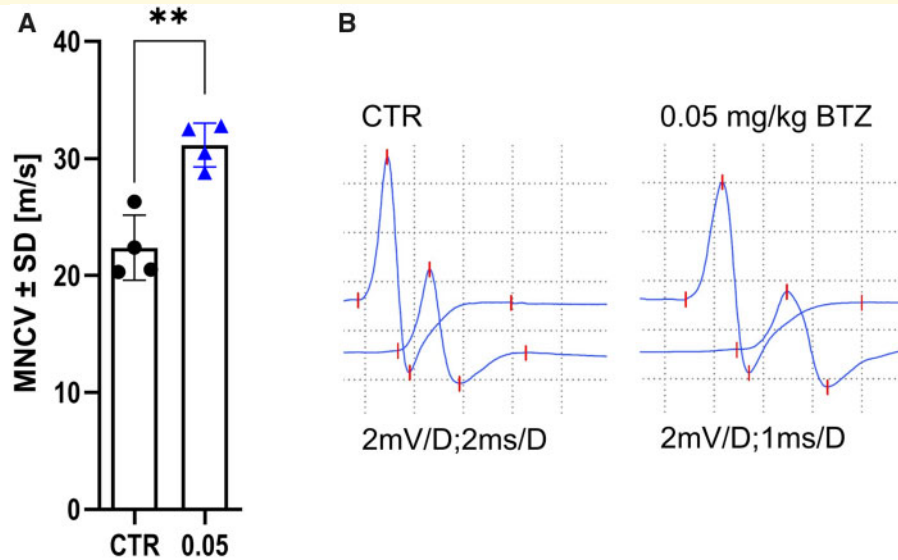 A
**
MNCV ± SD [m/s]
40
30
20
10
0
CTR 0.05
B
CTR
0.05 mg/kg BTZ
2mV/D;2ms/D
2mV/D;1ms/D